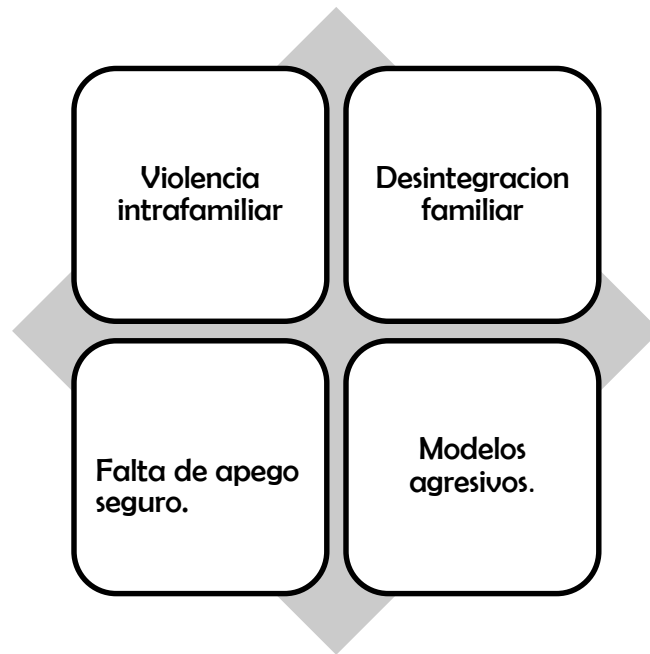 Violencia
intrafamiliar
Desintegracion
familiar
Falta de apego
seguro.
Modelos
agresivos.